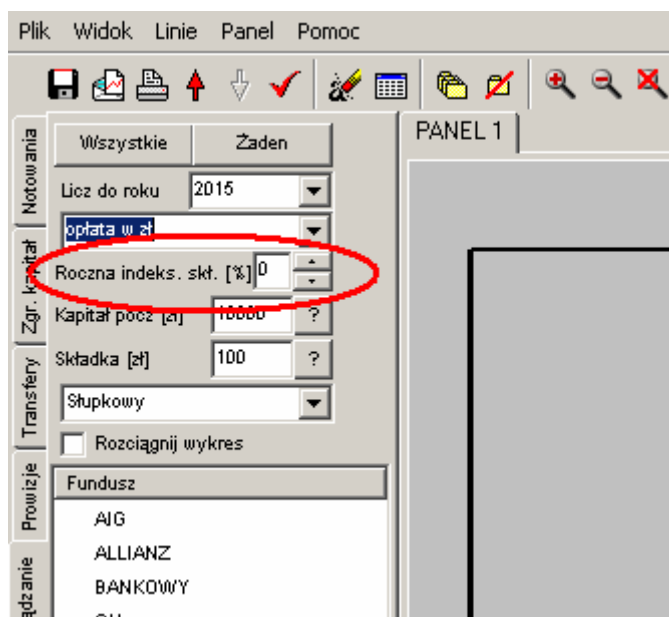 Plik Widok Linie Panel Pomoc
Notowania
Zgr. kapitał
Transfery
Prowizje
Wszystkie Żaden
Licz do roku 2015
opłata w zł
Roczna indeks. skł. [%] 0
Kapitał pocz [zł] 10000 ?
Składka [zł] 100 ?
Słupkowy
Rozciągnij wykres
Fundusz
AIG
ALLIANZ
BANKOWY
PANEL 1